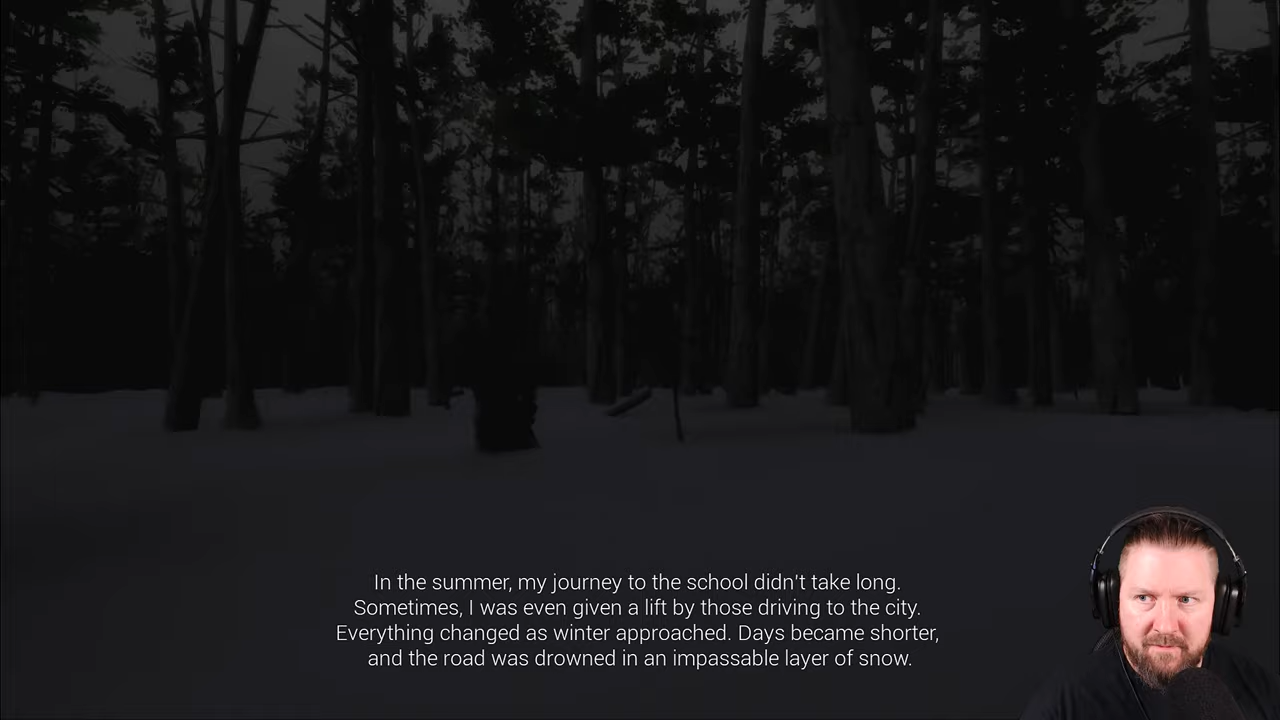 In the summer, my journey to the school didn't take long.
Sometimes, I was even given a lift by those driving to the city.
Everything changed as winter approached. Days became shorter,
and the road was drowned in an impassable layer of snow.